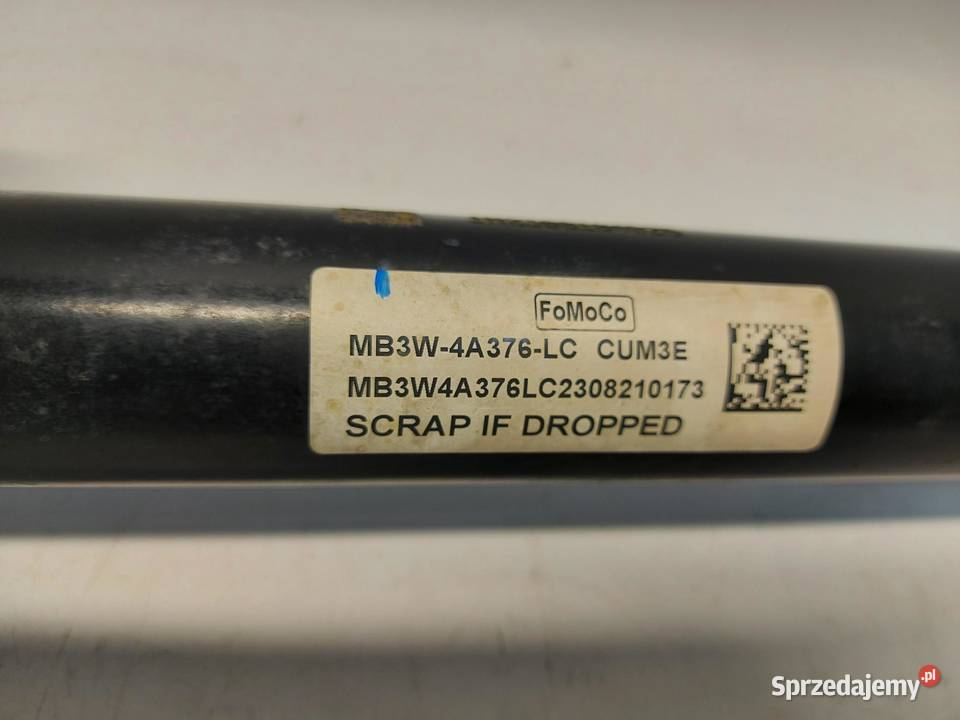 FoMoCo
MB3W-4A376-LC CUM3E
MB3W4A376LC2308210173
SCRAP IF DROPPED
Sprzedajemy.pl